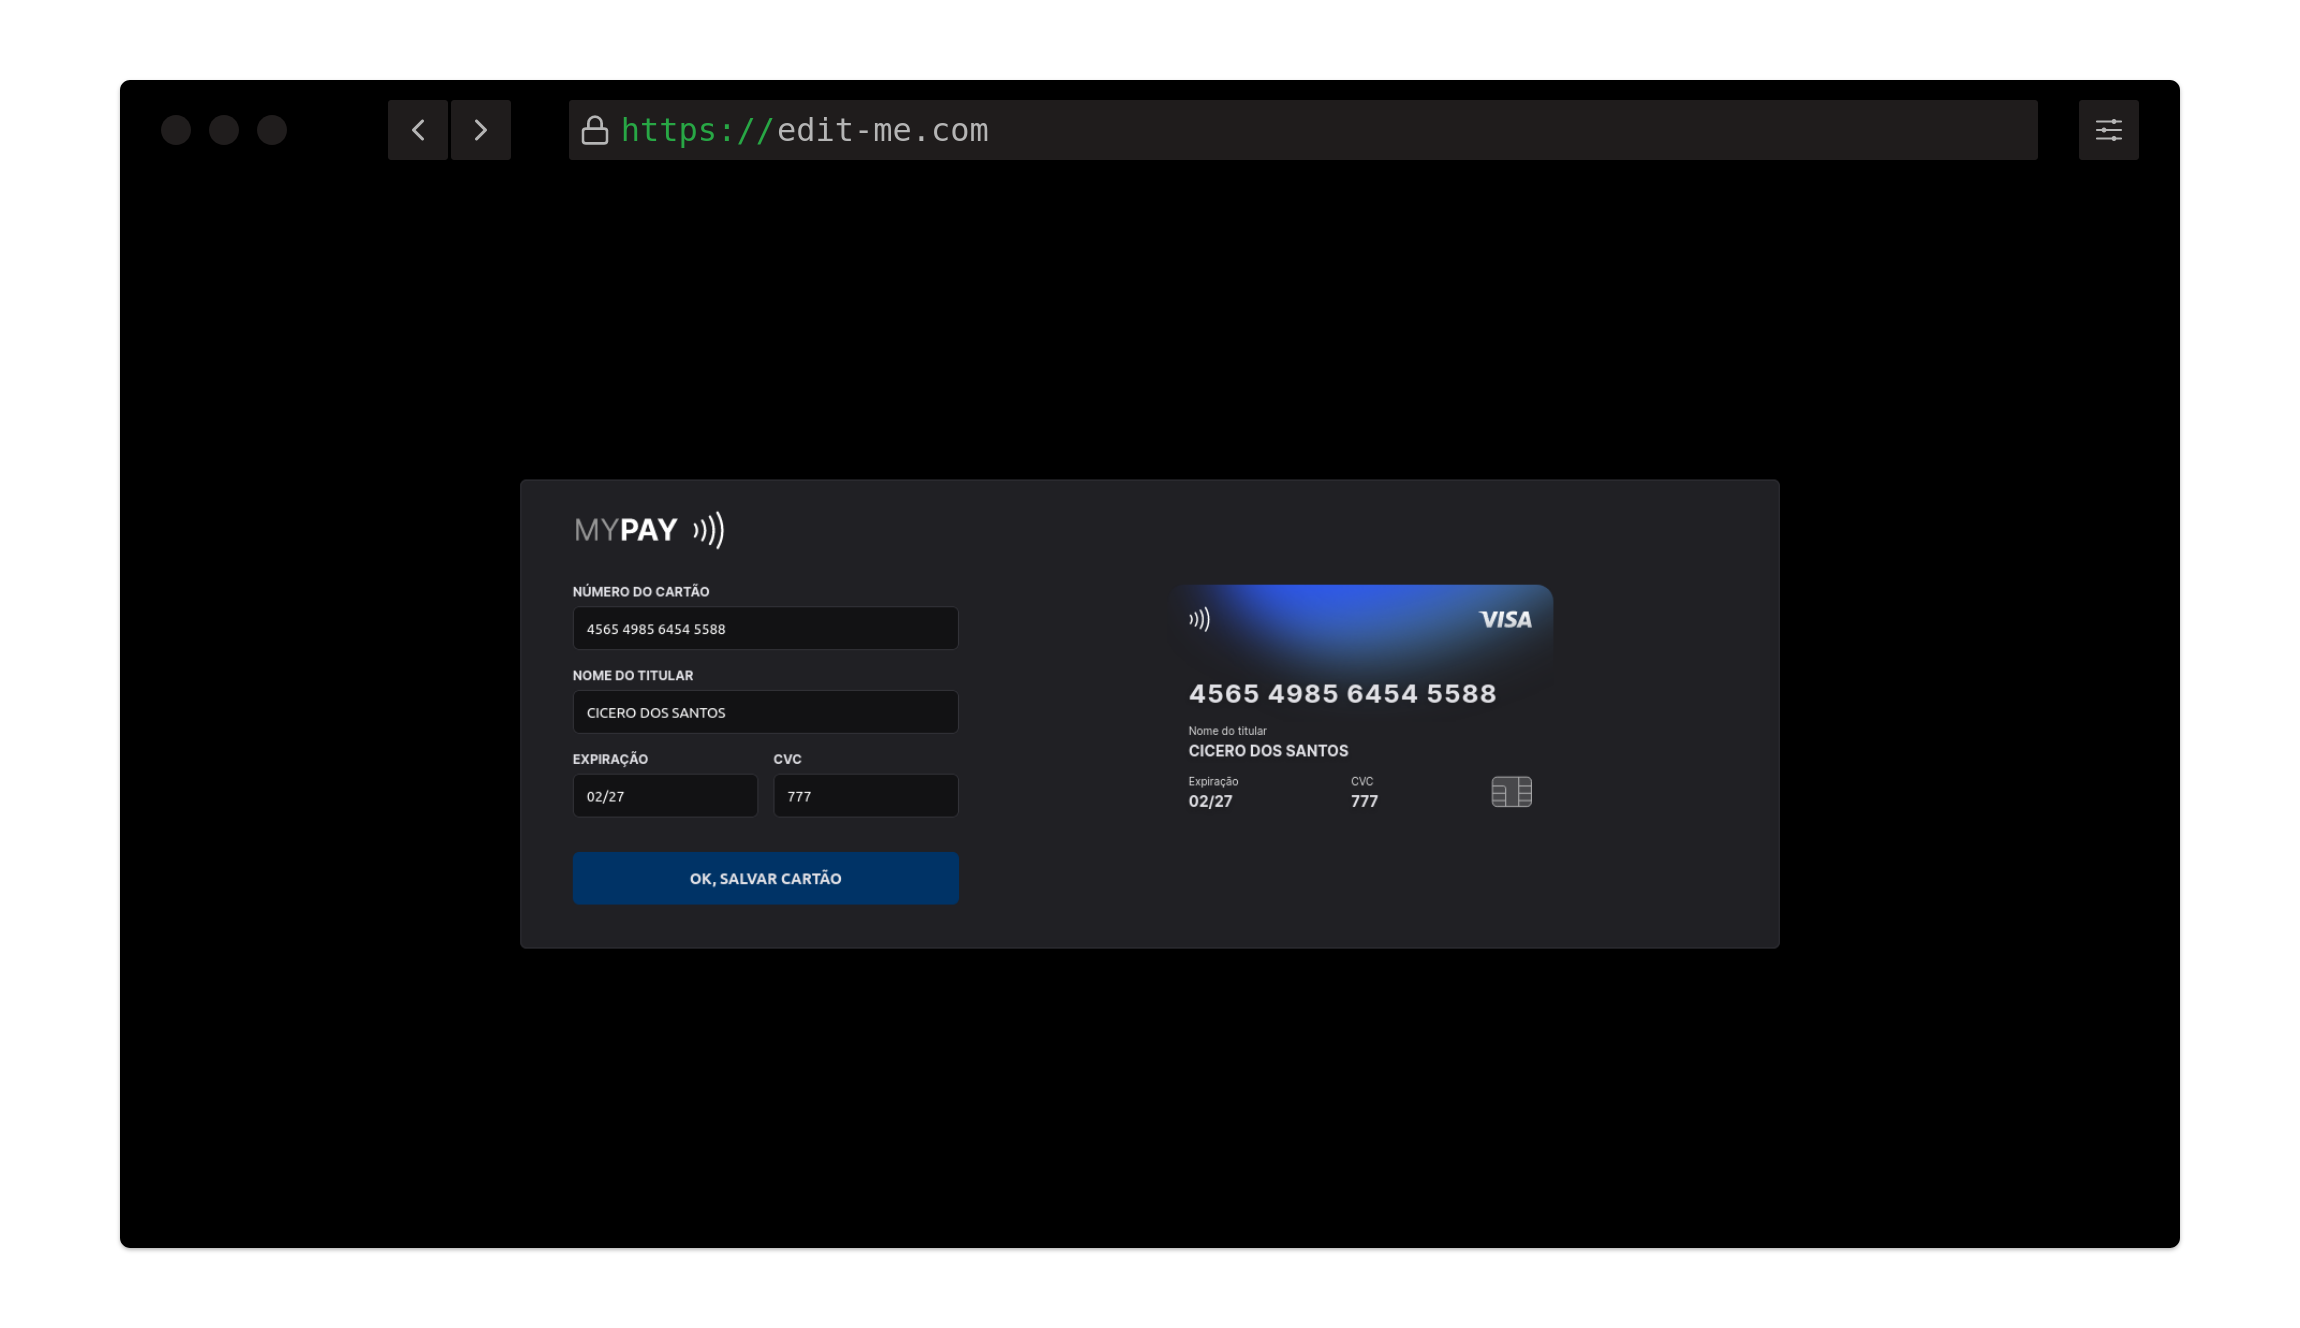 https://edit-me.com
MYPAY
NÚMERO DO CARTÃO
4565 4985 6454 5588
NOME DO TITULAR
CICERO DOS SANTOS
EXPIRAÇÃO CVC
02/27 777
OK, SALVAR CARTÃO
VISA
4565 4985 6454 5588
Nome do titular
CICERO DOS SANTOS
Expiração CVC
02/27 777